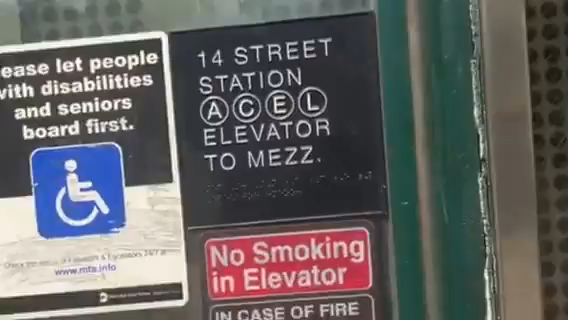 ease let people
with disabilities
and seniors
board first.
www.mta.info
14 STREET
STATION
A C E L
ELEVATOR
TO MEZZ.
No Smoking
in Elevator
IN CASE OF FIRE